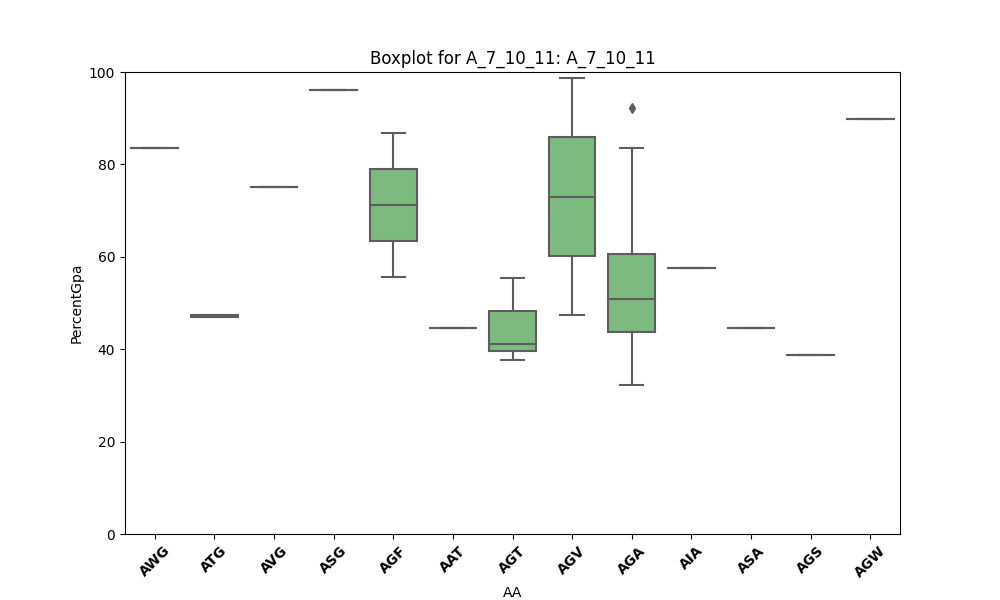 Boxplot for A_7_10_11: A_7_10_11
PercentGpa
100
80
60
40
20
0
AWG ATG AVG ASG AGF AAT AGT AGV AGA AIA ASA AGS AGW
AA